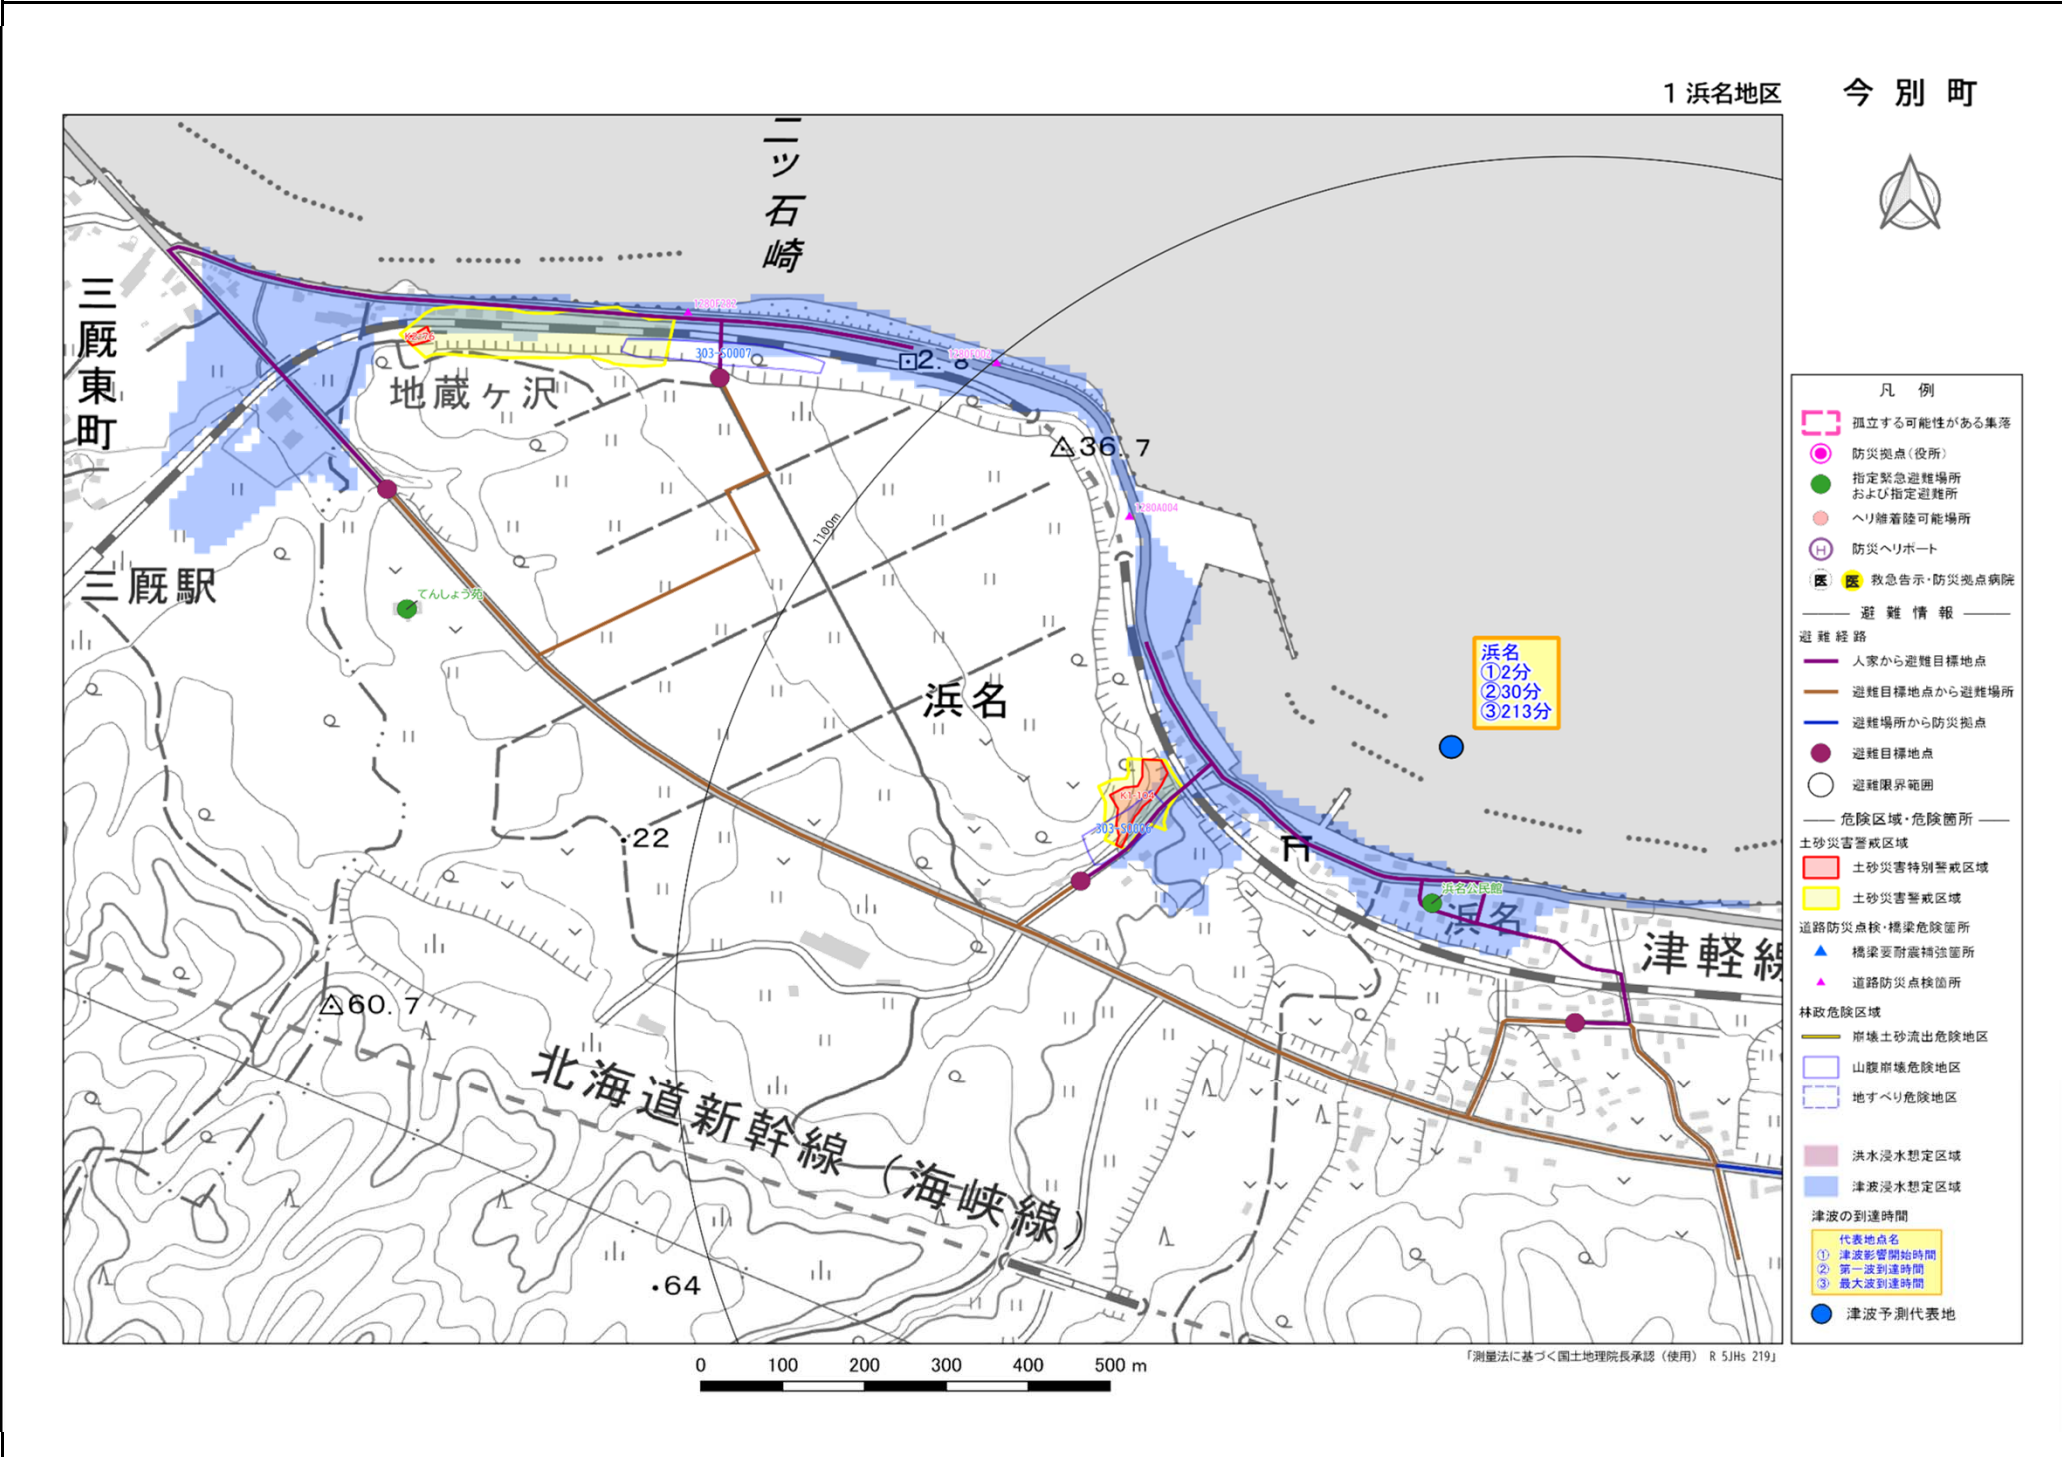 1 浜名地区
今別町
二ツ石崎
三厩東町
1280F282
K2-176
303-S0007
2.8
1280F002
地蔵ヶ沢
36.7
1280A004
1100m
三厩駅
てんしょう苑
浜名
①2分
②30分
③213分
浜名
K1-164
22
浜名公民館
浜名
津軽線
60.7
北海道新幹線(海峡線)
64
凡例
孤立する可能性がある集落
防災拠点(役所)
指定緊急避難場所
および指定避難所
ヘリ離着陸可能場所
H 防災ヘリポート
医 医 救急告示・防災拠点病院
避難情報
避難経路
人家から避難目標地点
避難目標地点から避難場所
避難場所から防災拠点
避難目標地点
避難限界範囲
危険区域・危険箇所
土砂災害警戒区域
土砂災害特別警戒区域
土砂災害警戒区域
道路防災点検・橋梁危険箇所
橋梁要耐震補強箇所
道路防災点検箇所
林政危険区域
崩壊土砂流出危険地区
山腹崩壊危険地区
地すべり危険地区
洪水浸水想定区域
津波浸水想定区域
津波の到達時間
代表地点名
① 津波影響開始時間
② 第一波到達時間
③ 最大波到達時間
津波予測代表地
「測量法に基づく国土地理院長承認(使用) R 5JHs 219」
0 100 200 300 400 500 m